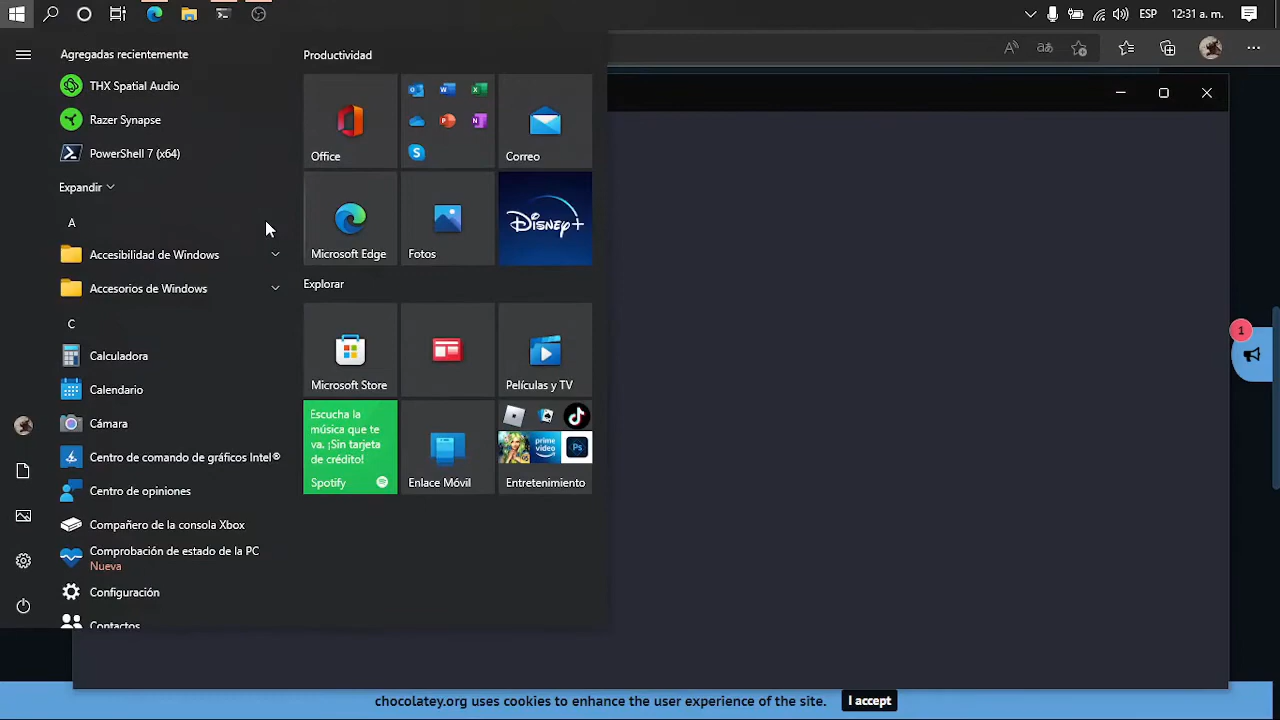 ESP
12:31 a. m.
Agregadas recientemente
THX Spatial Audio
Razer Synapse
PowerShell 7 (x64)
Expandir
A
Accesibilidad de Windows
Accesorios de Windows
C
Calculadora
Calendario
Cámara
Centro de comando de gráficos Intel®
Centro de opiniones
Compañero de la consola Xbox
Comprobación de estado de la PC
Nueva
Configuración
Contactos
Productividad
Office
Correo
Microsoft Edge
Fotos
Disney+
Explorar
Microsoft Store
Películas y TV
Escucha la
música que te
va. ¡Sin tarjeta
de crédito!
Spotify
Enlace Móvil
prime
video
Ps
Entretenimiento
1
chocolatey.org uses cookies to enhance the user experience of the site.
I accept